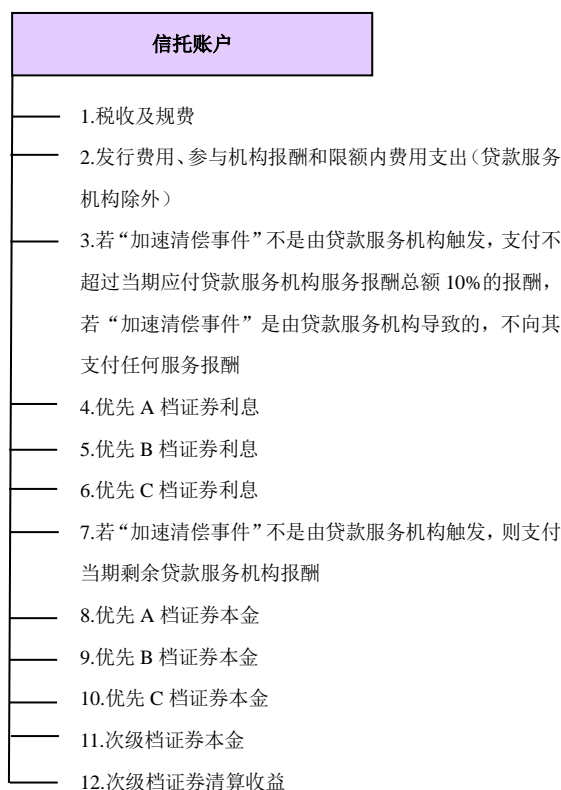 信托账户
1.税收及规费
2.发行费用、参与机构报酬和限额内费用支出（贷款服务
机构除外）
3.若“加速清偿事件”不是由贷款服务机构触发，支付不
超过当期应付贷款服务机构服务报酬总额 10%的报酬，
若“加速清偿事件”是由贷款服务机构导致的，不向其
支付任何服务报酬
4.优先 A 档证券利息
5.优先 B 档证券利息
6.优先 C 档证券利息
7.若“加速清偿事件”不是由贷款服务机构触发，则支付
当期剩余贷款服务机构报酬
8.优先 A 档证券本金
9.优先 B 档证券本金
10.优先 C 档证券本金
11.次级档证券本金
12.次级档证券清算收益